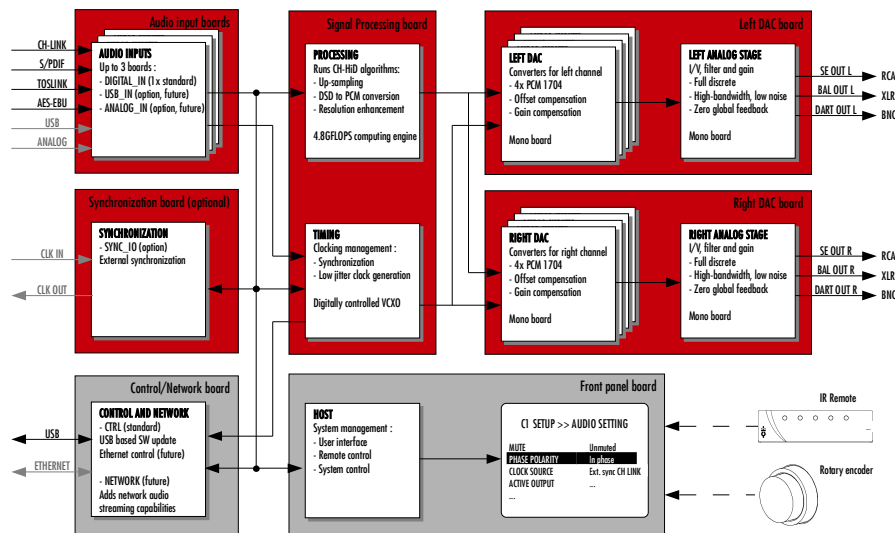 Audio input boards
CH-LINK
S/PDIF
TOSLINK
AES-EBU
USB
ANALOG
AUDIO INPUTS
Up to 3 boards :
- DIGITAL_IN (1x standard)
- USB_IN (option, future)
- ANALOG_IN (option, future)
Signal Processing board
PROCESSING
Runs CH-HiD algorithms:
- Up-sampling
- DSD to PCM conversion
- Resolution enhancement
4.8GFLOPS computing engine
Left DAC board
LEFT DAC
Converters for left channel
- 4x PCM 1704
- Offset compensation
- Gain compensation
Mono board
LEFT ANALOG STAGE
I/V, filter and gain
- Full discrete
- High-bandwidth, low noise
- Zero global feedback
Mono board
SE OUT L
RCA
BAL OUT L
XLR
DART OUT L
BNC
Synchronization board (optional)
SYNCHRONIZATION
- SYNC_IO (option)
External synchronization
CLK IN
CLK OUT
TIMING
Clocking management :
- Synchronization
- Low jitter clock generation
Digitally controlled VCXO
Right DAC board
RIGHT DAC
Converters for right channel
- 4x PCM 1704
- Offset compensation
- Gain compensation
Mono board
RIGHT ANALOG STAGE
I/V, filter and gain
- Full discrete
- High-bandwidth, low noise
- Zero global feedback
Mono board
SE OUT R
RCA
BAL OUT R
XLR
DART OUT R
BNC
Control/Network board
CONTROL AND NETWORK
- CTRL (standard)
USB based SW update
Ethernet control (future)
- NETWORK (future)
Adds network audio
streaming capabilities
USB
ETHERNET
Front panel board
HOST
System management :
- User interface
- Remote control
- System control
C1 SETUP >> AUDIO SETTING
MUTE Unmuted
PHASE POLARITY In phase
CLOCK SOURCE Ext. sync CH LINK
ACTIVE OUTPUT ...
...
IR Remote
Rotary encoder